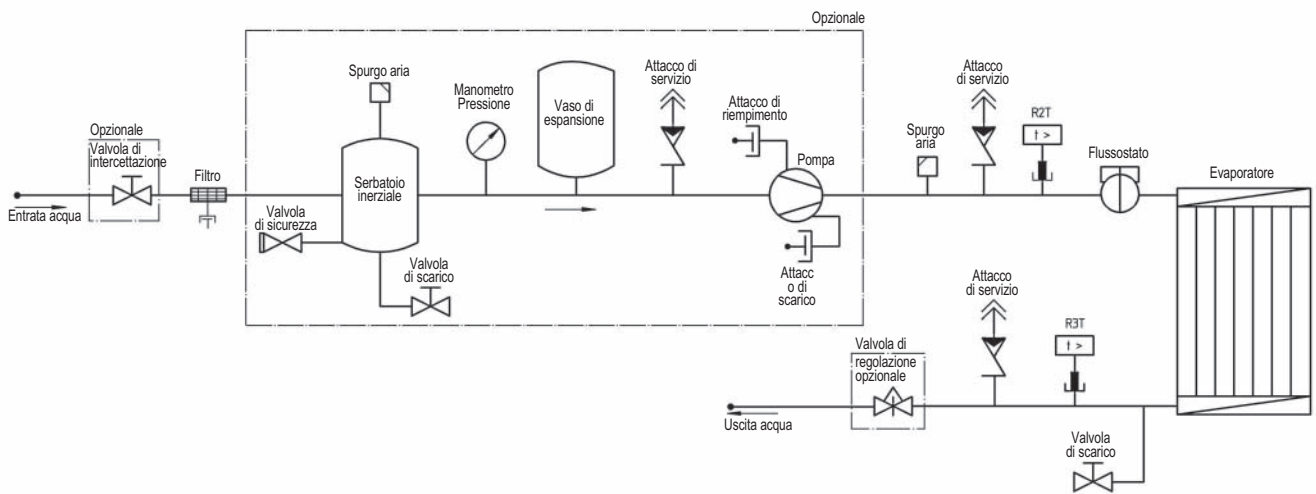 Opzionale
Spurgo aria
Manometro
Pressione
Vaso di
espansione
Attacco di
servizio
Attacco
di servizio
Attacco di
riempimento
R2T
t >
Opzionale
Valvola di
intercettazione
Filtro
Serbatoio
inerziale
Pompa
Spurgo
aria
Flussostato
Evaporatore
Entrata acqua
Valvola
di sicurezza
Valvola
di scarico
Attacc
o di
scarico
Attacco
di servizio
R3T
t >
Valvola di
regolazione
opzionale
Uscita acqua
Valvola
di scarico